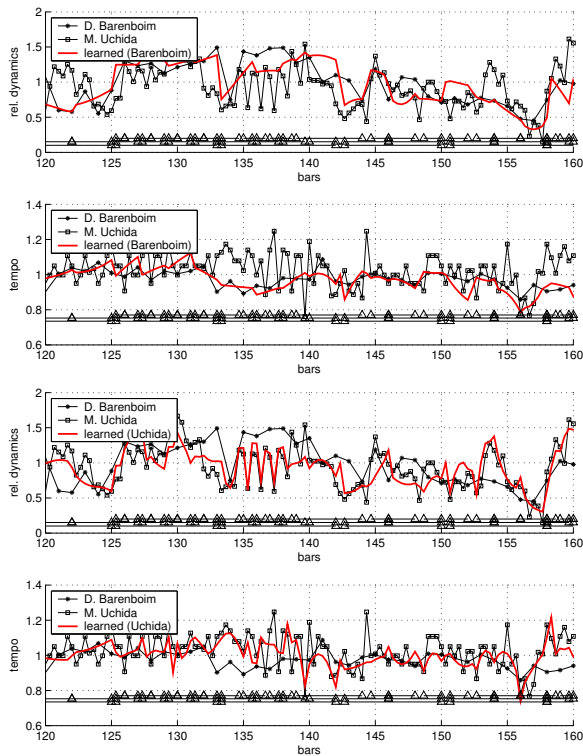 2
1.5
1
0.5
0
rel. dynamics
D. Barenboim
M. Uchida
learned (Barenboim)
120 125 130 135 140 145 150 155 160
bars
1.4
1.2
1
0.8
0.6
tempo
D. Barenboim
M. Uchida
learned (Barenboim)
120 125 130 135 140 145 150 155 160
bars
2
1.5
1
0.5
0
rel. dynamics
D. Barenboim
M. Uchida
learned (Uchida)
120 125 130 135 140 145 150 155 160
bars
1.4
1.2
1
0.8
0.6
tempo
D. Barenboim
M. Uchida
learned (Uchida)
120 125 130 135 140 145 150 155 160
bars